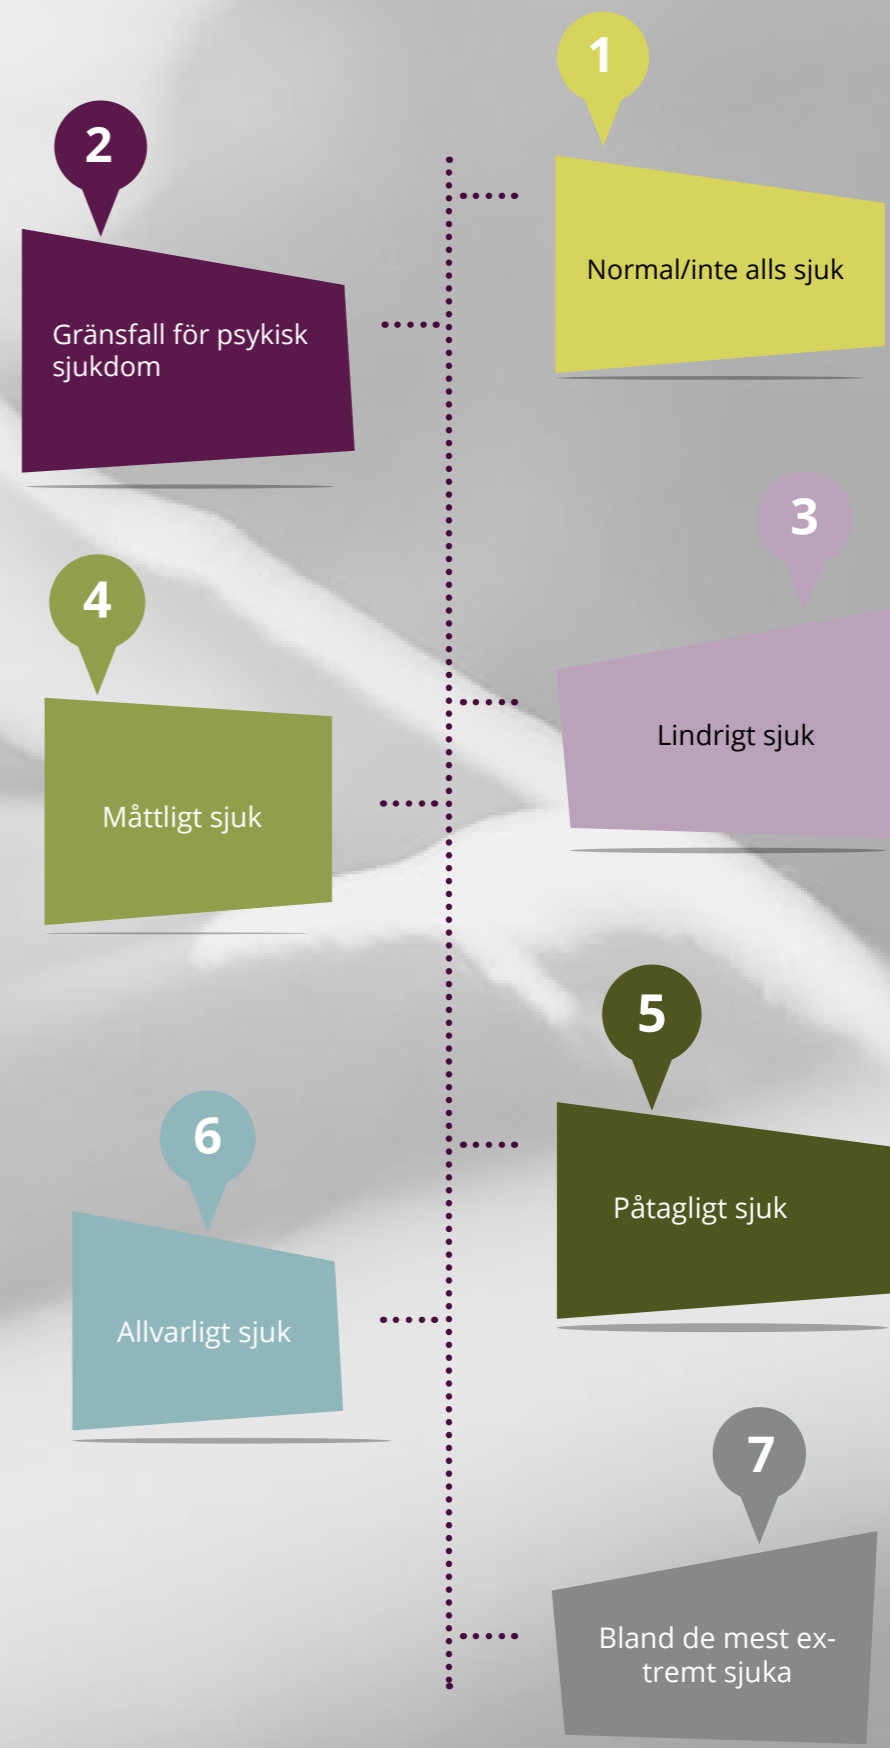 1
Normal/inte alls sjuk
2
Gränsfall för psykisk
sjukdom
3
Lindrigt sjuk
4
Måttligt sjuk
5
Påtagligt sjuk
6
Allvarligt sjuk
7
Bland de mest ex-
tremt sjuka